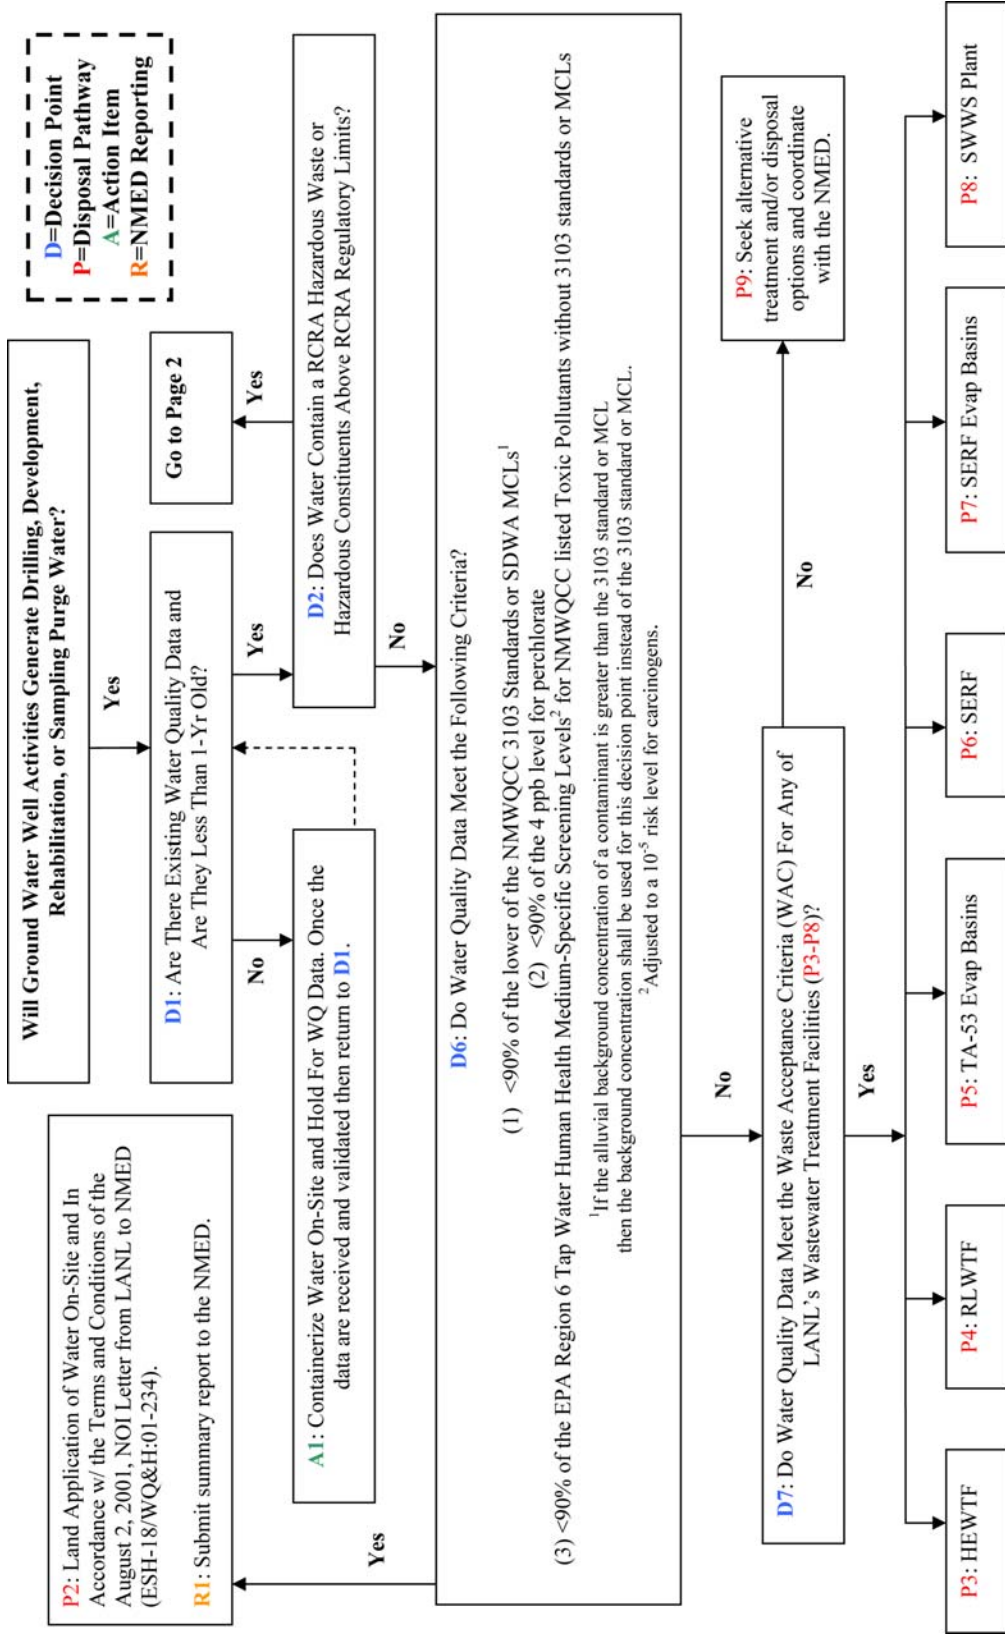 Will Ground Water Well Activities Generate Drilling, Development,
Rehabilitation, or Sampling Purge Water?
D=Decision Point
P=Disposal Pathway
A=Action Item
R=NMED Reporting
Yes
P2: Land Application of Water On-Site and In
Accordance w/ the Terms and Conditions of the
August 2, 2001, NOI Letter from LANL to NMED
(ESH-18/WQ&H:01-234).
R1: Submit summary report to the NMED.
D1: Are There Existing Water Quality Data and
Are They Less Than 1-Yr Old?
Go to Page 2
No
Yes
Yes
A1: Containerize Water On-Site and Hold For WQ Data. Once the
data are received and validated then return to D1.
D2: Does Water Contain a RCRA Hazardous Waste or
Hazardous Constituents Above RCRA Regulatory Limits?
Yes
No
D6: Do Water Quality Data Meet the Following Criteria?
(1) <90% of the lower of the NMWQCC 3103 Standards or SDWA MCLs¹
(2) <90% of the 4 ppb level for perchlorate
(3) <90% of the EPA Region 6 Tap Water Human Health Medium-Specific Screening Levels² for NMWQCC listed Toxic Pollutants without 3103 standards or MCLs
¹If the alluvial background concentration of a contaminant is greater than the 3103 standard or MCL
then the background concentration shall be used for this decision point instead of the 3103 standard or MCL.
²Adjusted to a 10⁻⁵ risk level for carcinogens.
No
D7: Do Water Quality Data Meet the Waste Acceptance Criteria (WAC) For Any of
LANL's Wastewater Treatment Facilities (P3-P8)?
No
P9: Seek alternative
treatment and/or disposal
options and coordinate
with the NMED.
Yes
P3: HEWTF
P4: RLWTF
P5: TA-53 Evap Basins
P6: SERF
P7: SERF Evap Basins
P8: SWWS Plant